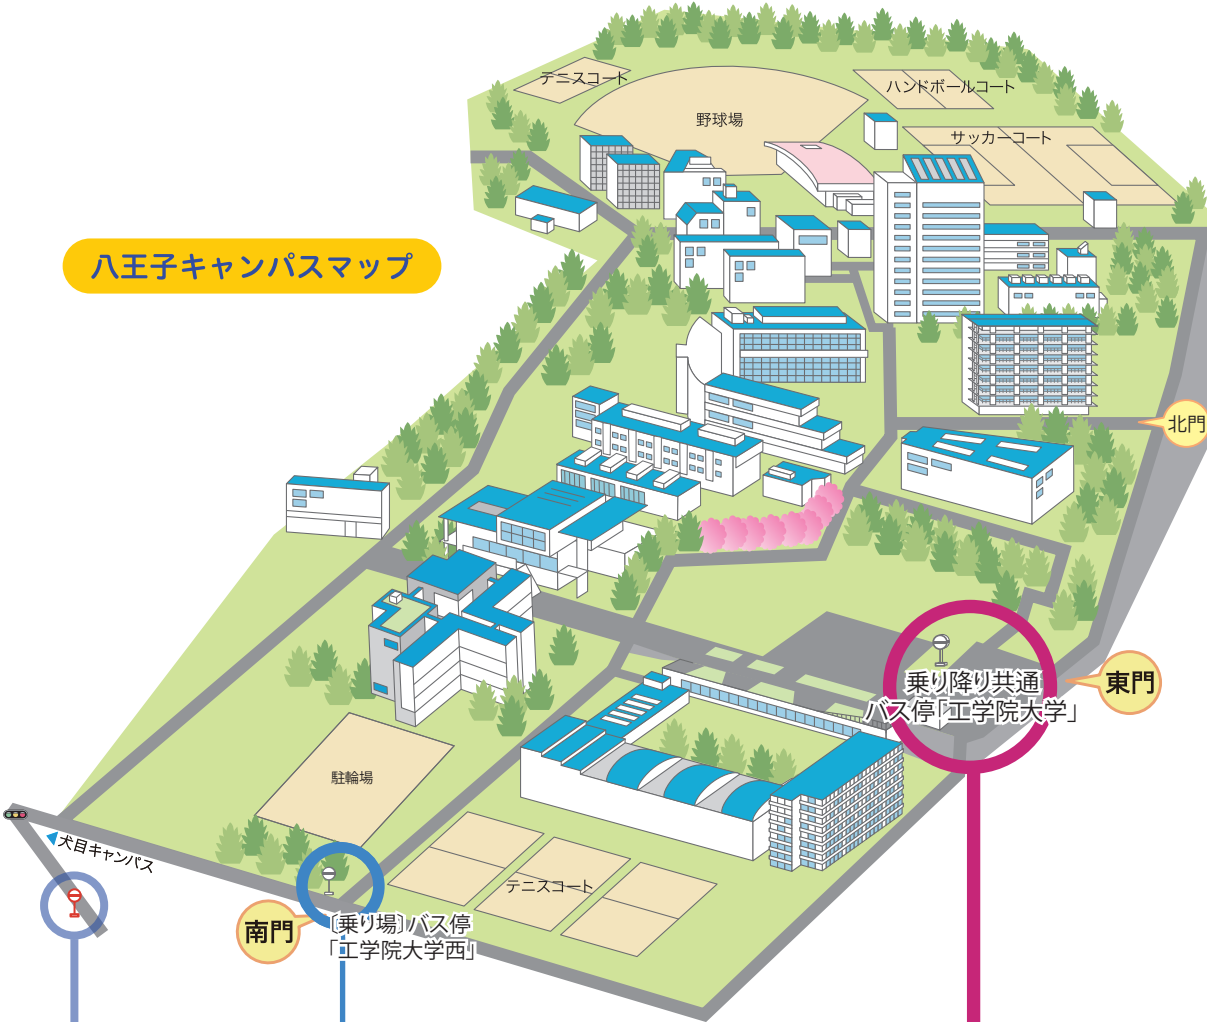 テニスコート
ハンドボールコート
野球場
サッカーコート
八王子キャンパスマップ
北門
乗り降り共通
バス停「工学院大学」
東門
駐輪場
犬目キャンパス
テニスコート
南門
〔乗り場〕バス停
「工学院大学西」